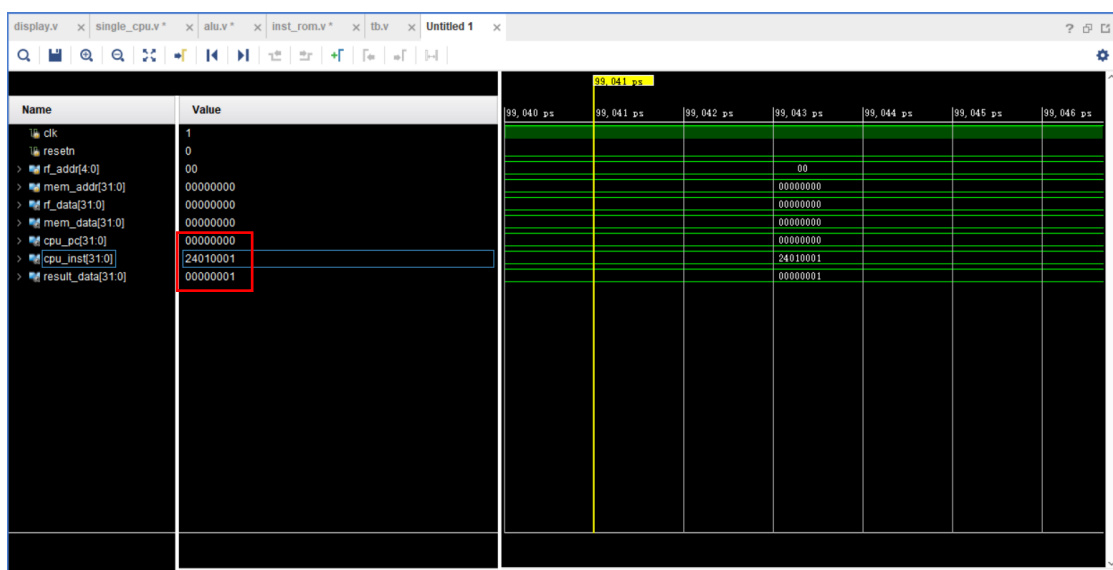 display.v × single_cpu.v * × alu.v * × inst_rom.v * × tb.v × Untitled 1 ×
99,041 ps
Name Value
99,040 ps 99,041 ps 99,042 ps 99,043 ps 99,044 ps 99,045 ps 99,046 ps
clk 1
resetn 0
rf_addr[4:0] 00 00
mem_addr[31:0] 00000000 00000000
rf_data[31:0] 00000000 00000000
mem_data[31:0] 00000000 00000000
cpu_pc[31:0] 00000000 00000000
cpu_inst[31:0] 24010001 24010001
result_data[31:0] 00000001 00000001